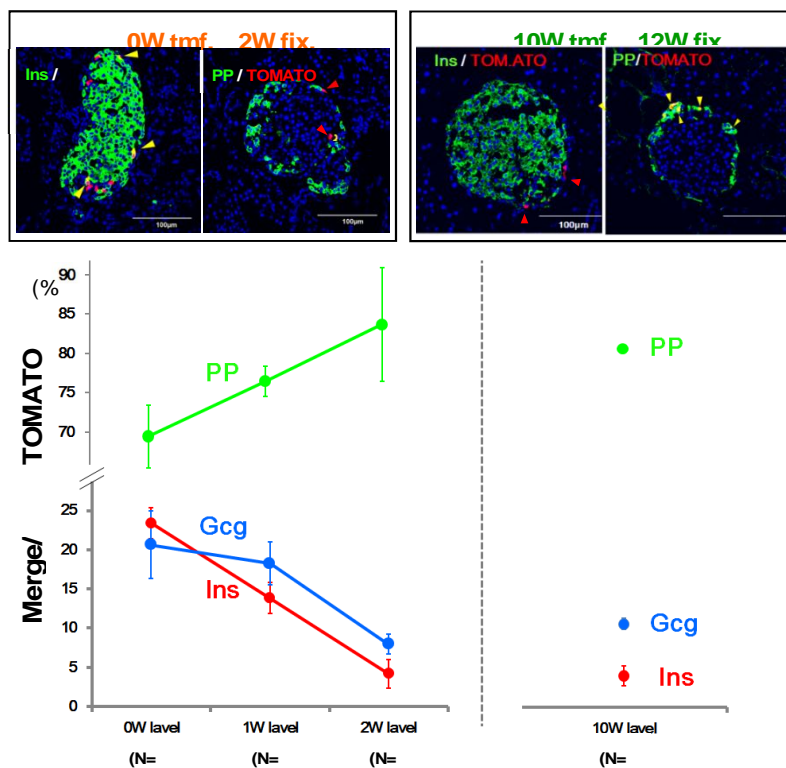 0W tmf. 2W fix.
10W tmf 12W fix
Ins /
PP / TOMATO
Ins / TOMATO
PP/TOMATO
100μm
100μm
100μm
(%
90
85
80
75
70
25
20
15
10
5
0
TOMATO
Merge/
PP
Gcg
Ins
PP
Gcg
Ins
0W lavel
1W lavel
2W lavel
10W lavel
(N=
(N=
(N=
(N=